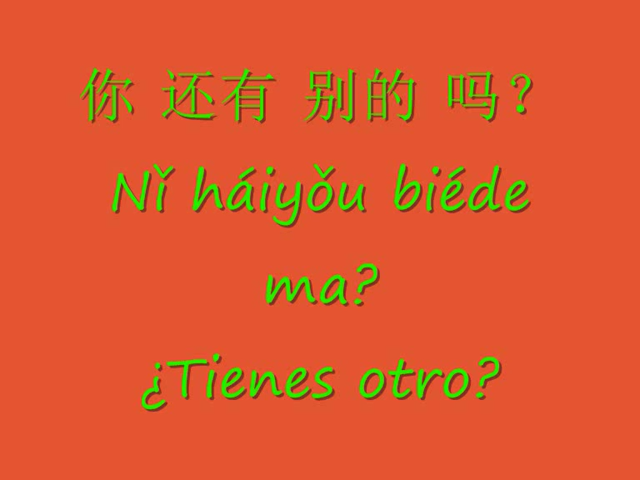 你 还有 别的 吗？
Nǐ háiyǒu biéde
ma?
¿Tienes otro?